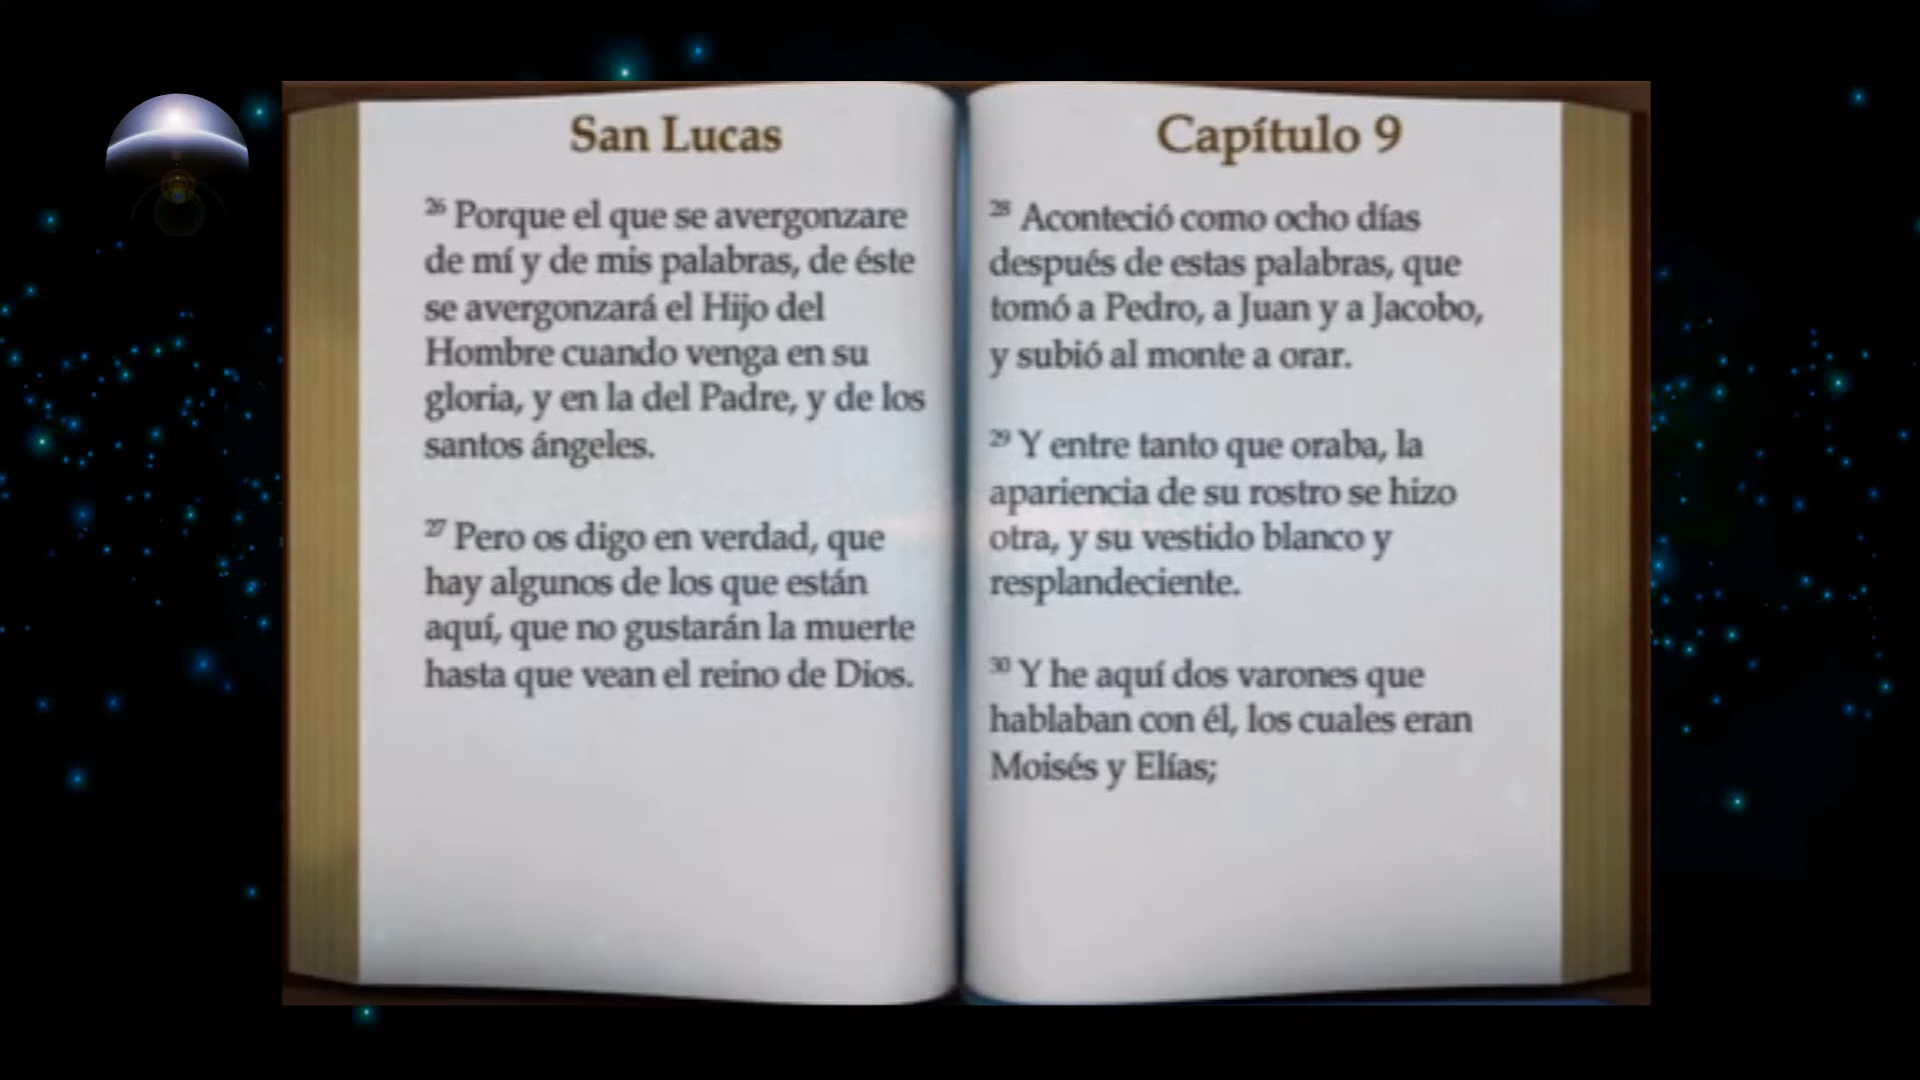 San Lucas
26 Porque el que se avergonzare
de mí y de mis palabras, de éste
se avergonzará el Hijo del
Hombre cuando venga en su
gloria, y en la del Padre, y de los
santos ángeles.
27 Pero os digo en verdad, que
hay algunos de los que están
aquí, que no gustarán la muerte
hasta que vean el reino de Dios.
Capítulo 9
28 Aconteció como ocho días
después de estas palabras, que
tomó a Pedro, a Juan y a Jacobo,
y subió al monte a orar.
29 Y entre tanto que oraba, la
apariencia de su rostro se hizo
otra, y su vestido blanco y
resplandeciente.
30 Y he aquí dos varones que
hablaban con él, los cuales eran
Moisés y Elías;